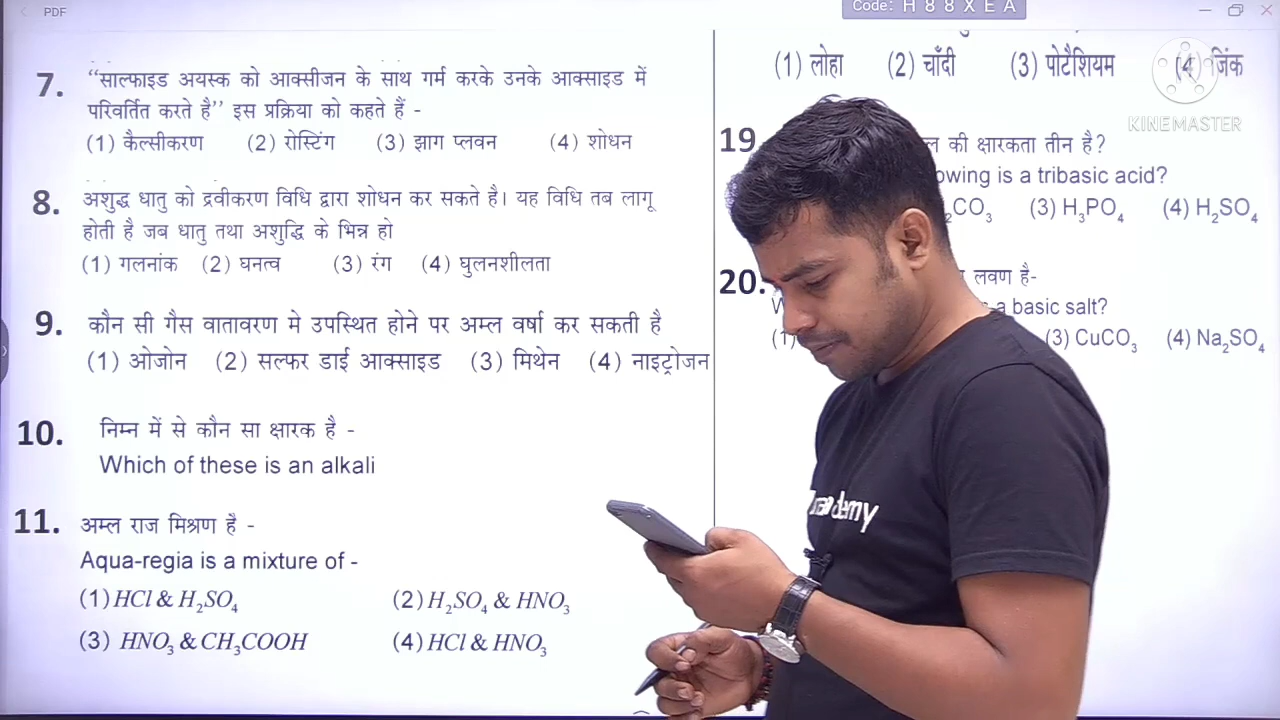 PDF
Code: H88XEA
7. “साल्फाइड अयस्क को आक्सीजन के साथ गर्म करके उनके आक्साइड में
परिवर्तित करते है” इस प्रक्रिया को कहते हैं -
(1) कैल्सीकरण (2) रोस्टिंग (3) झाग प्लवन (4) शोधन
8. अशुद्ध धातु को द्रवीकरण विधि द्वारा शोधन कर सकते है। यह विधि तब लागू
होती है जब धातु तथा अशुद्धि के भिन्न हो
(1) गलनांक (2) घनत्व (3) रंग (4) घुलनशीलता
9. कौन सी गैस वातावरण मे उपस्थित होने पर अम्ल वर्षा कर सकती है
(1) ओजोन (2) सल्फर डाई आक्साइड (3) मिथेन (4) नाइट्रोजन
10. निम्न में से कौन सा क्षारक है -
Which of these is an alkali
11. अम्ल राज मिश्रण है -
Aqua-regia is a mixture of -
(1) HCl & H₂SO₄ (2) H₂SO₄ & HNO₃
(3) HNO₃ & CH₃COOH (4) HCl & HNO₃
(1) लोहा (2) चाँदी (3) पोटैशियम (4) जिंक
KINEMASTER
19. की क्षारकता तीन है?
is a tribasic acid?
(3) H₃PO₄ (4) H₂SO₄
20. लवण है-
a basic salt?
(1) (3) CuCO₃ (4) Na₂SO₄